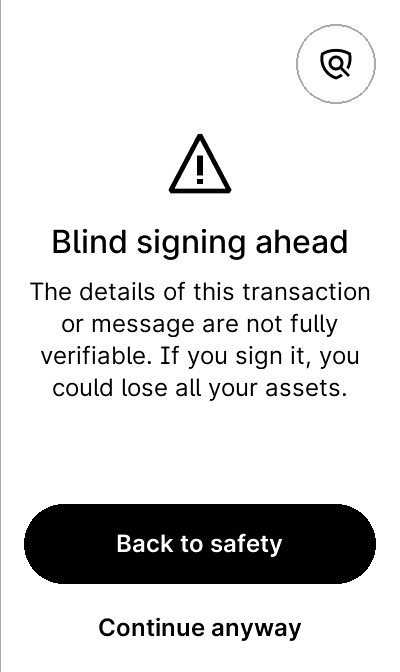 Blind signing ahead
The details of this transaction
or message are not fully
verifiable. If you sign it, you
could lose all your assets.
Back to safety
Continue anyway